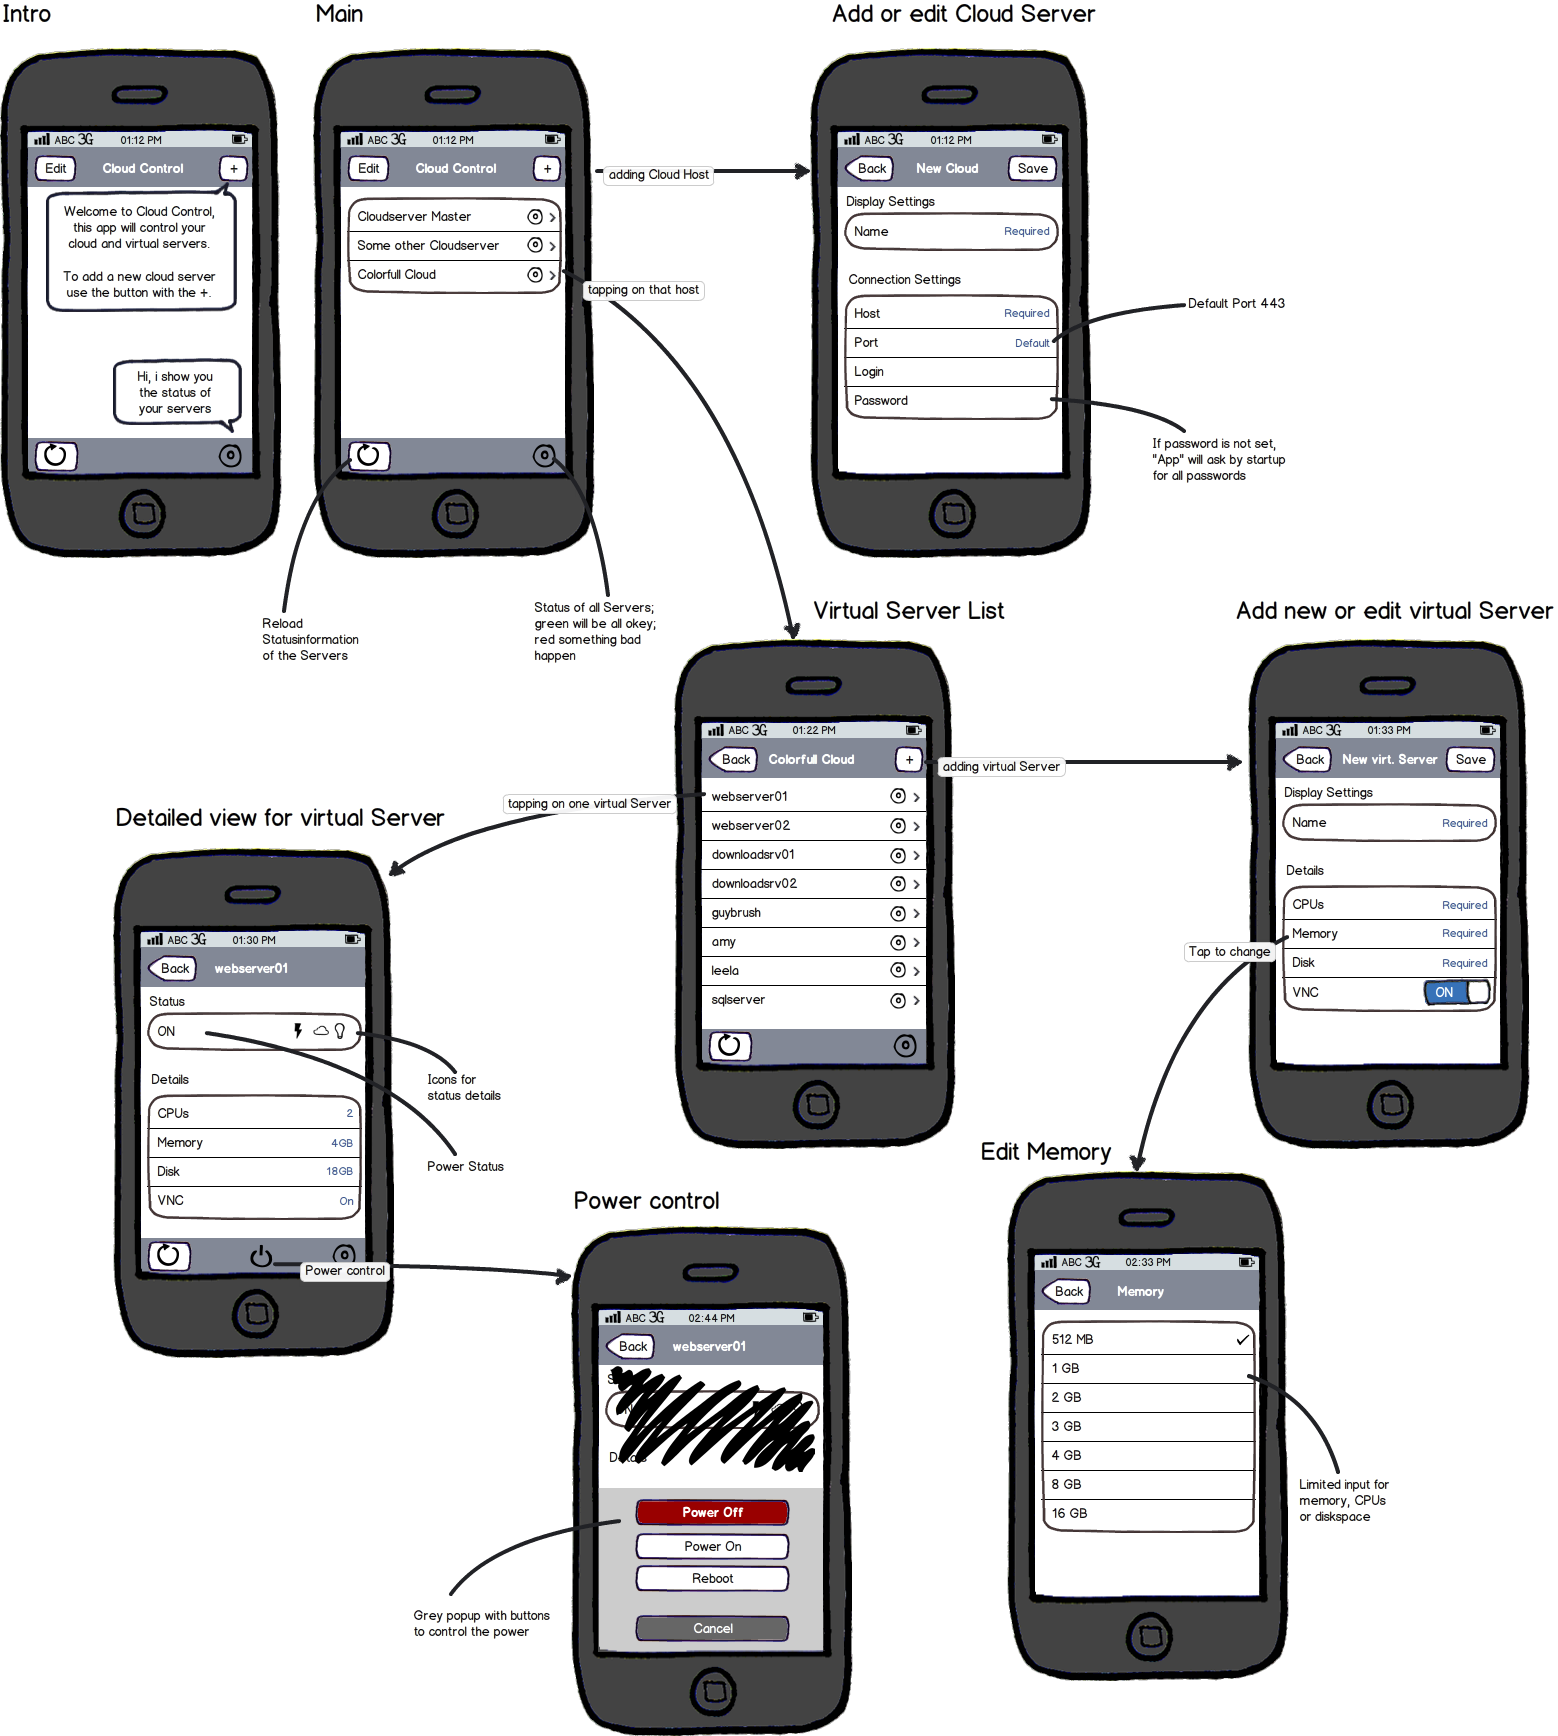 Intro
Main
Add or edit Cloud Server
ABC 3G 01:12 PM
Edit Cloud Control +
Welcome to Cloud Control,
this app will control your
cloud and virtual servers.
To add a new cloud server
use the button with the +.
Hi, i show you
the status of
your servers
ABC 3G 01:12 PM
Edit Cloud Control +
Cloudserver Master
Some other Cloudserver
Colorfull Cloud
adding Cloud Host
tapping on that host
Reload
Statusinformation
of the Servers
Status of all Servers;
green will be all okey;
red something bad
happen
ABC 3G 01:12 PM
Back New Cloud Save
Display Settings
Name Required
Connection Settings
Host Required
Port Default
Login
Password
Default Port 443
If password is not set,
"App" will ask by startup
for all passwords
Virtual Server List
ABC 3G 01:22 PM
Back Colorfull Cloud +
webserver01
webserver02
downloadsrv01
downloadsrv02
guybrush
amy
leela
sqlserver
adding virtual Server
tapping on one virtual Server
Add new or edit virtual Server
ABC 3G 01:33 PM
Back New virt. Server Save
Display Settings
Name Required
Details
CPUs Required
Memory Required
Disk Required
VNC ON
Tap to change
Detailed view for virtual Server
ABC 3G 01:30 PM
Back webserver01
Status
ON
Details
CPUs 2
Memory 4GB
Disk 18GB
VNC On
Icons for
status details
Power Status
Power control
Power control
ABC 3G 02:44 PM
Back webserver01
Power Off
Power On
Reboot
Cancel
Grey popup with buttons
to control the power
Edit Memory
ABC 3G 02:33 PM
Back Memory
512 MB
1 GB
2 GB
3 GB
4 GB
8 GB
16 GB
Limited input for
memory, CPUs
or diskspace